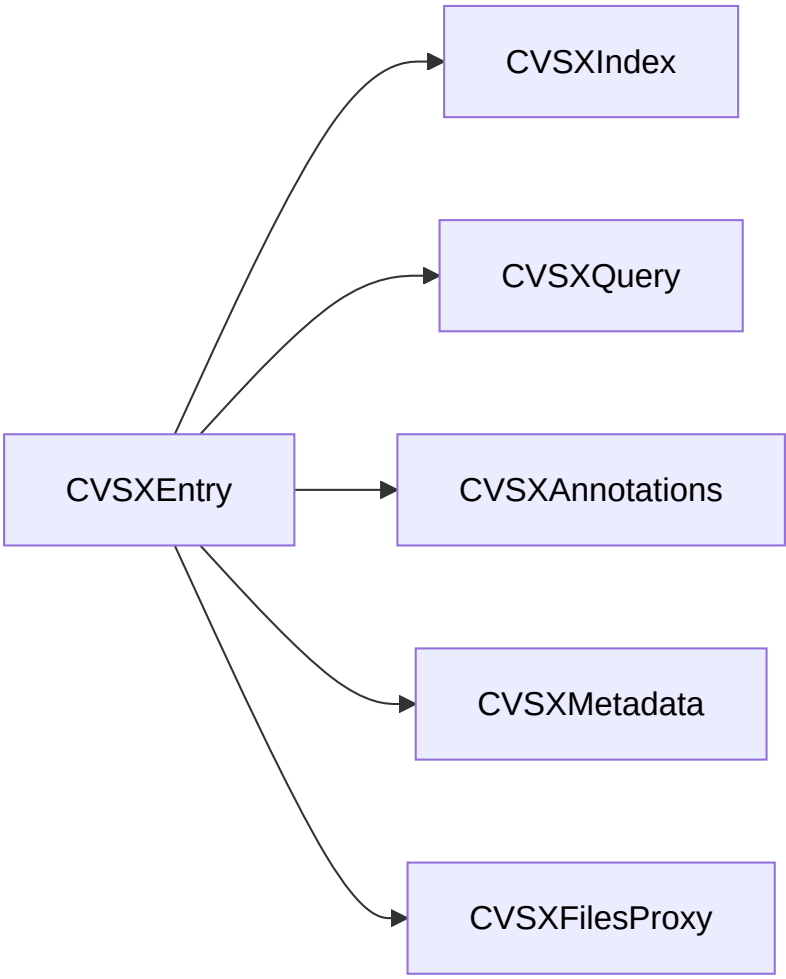 CVSXIndex
CVSXQuery
CVSXEntry
CVSXAnnotations
CVSXMetadata
CVSXFilesProxy